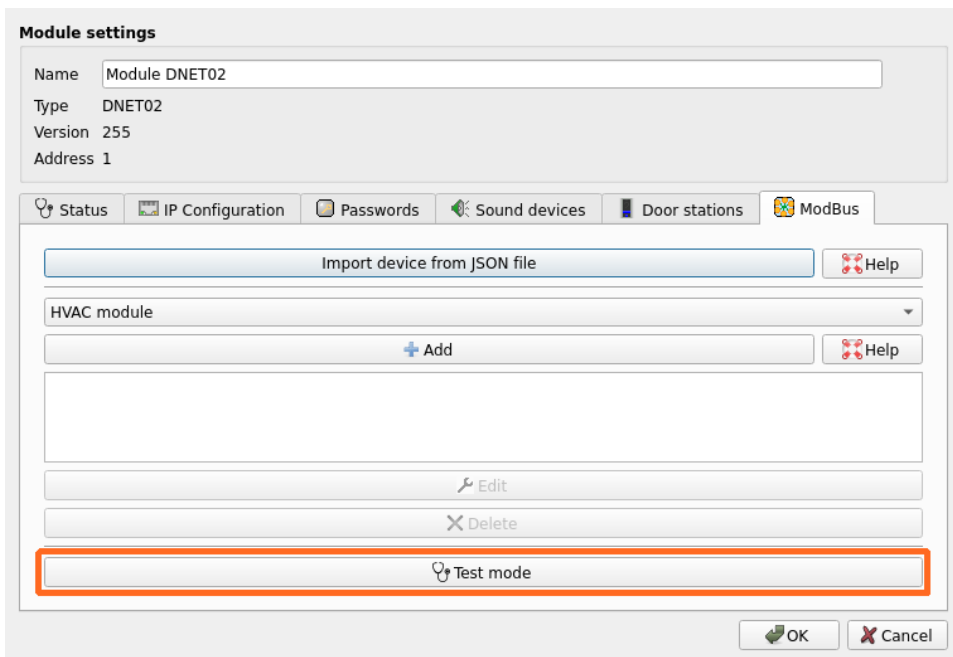 Module settings
Name Module DNET02
Type DNET02
Version 255
Address 1
Status IP Configuration Passwords Sound devices Door stations ModBus
Import device from JSON file Help
HVAC module
Add Help
Edit
Delete
Test mode
OK Cancel